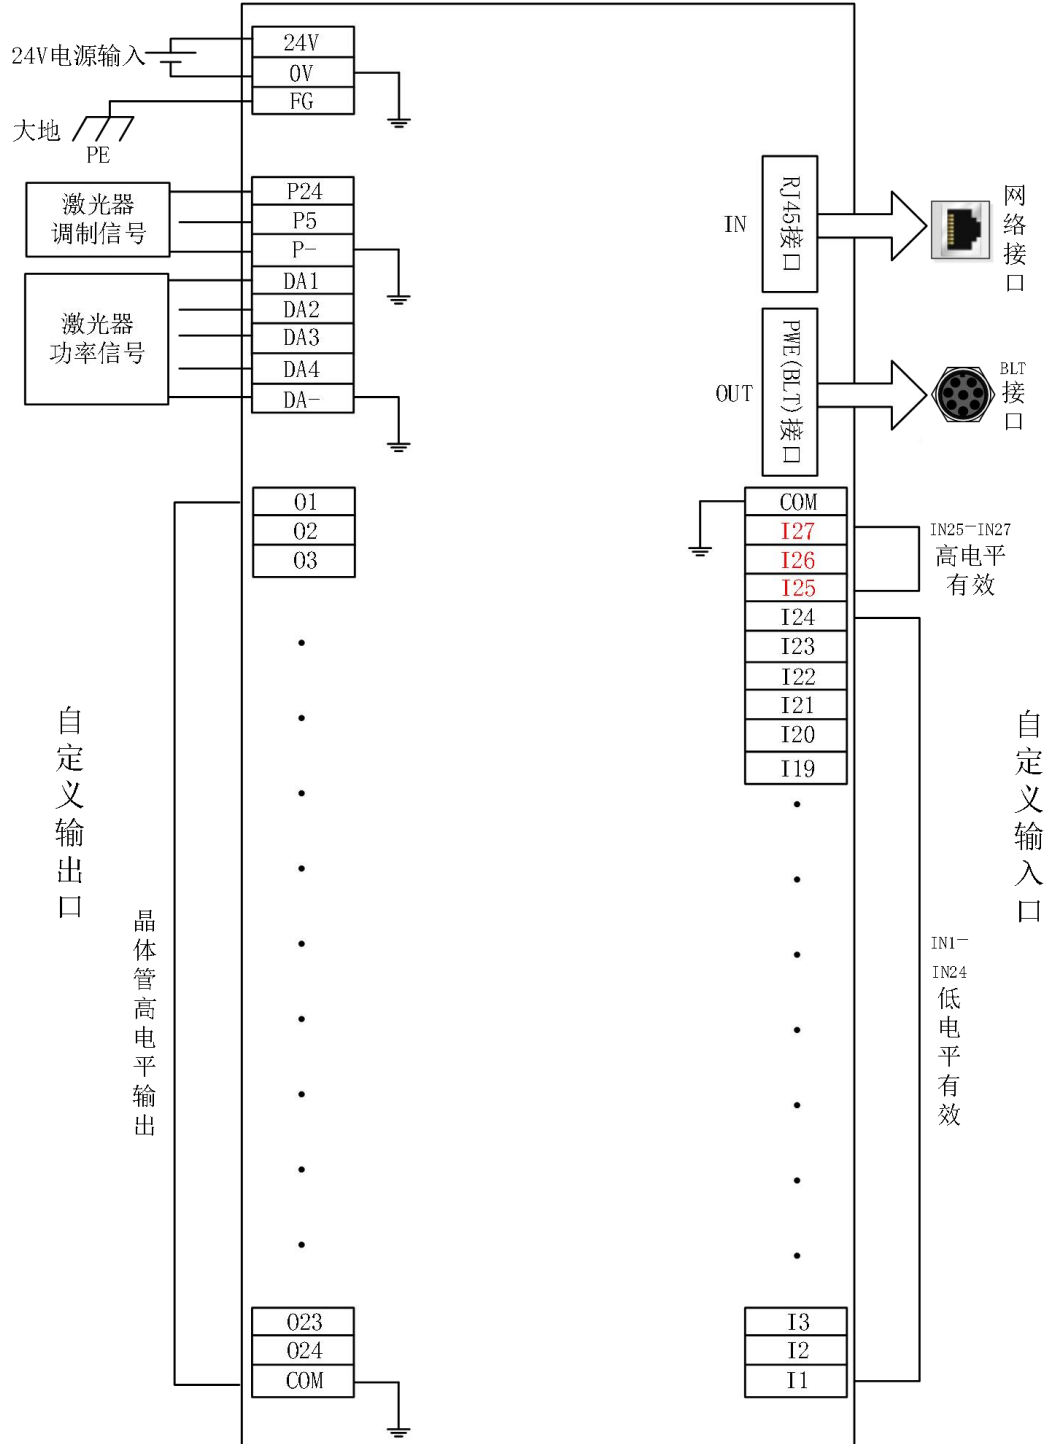 24V电源输入
24V
0V
FG
大地
PE
激光器
调制信号
P24
P5
P-
激光器
功率信号
DA1
DA2
DA3
DA4
DA-
IN
RJ45接口
网络接口
OUT
PWE(BLT)接口
BLT
接口
O1
O2
O3
自定义输出口
晶体管高电平输出
O23
O24
COM
COM
I27
I26
I25
I24
I23
I22
I21
I20
I19
IN25-IN27
高电平
有效
自定义输入口
IN1-
IN24
低电平有效
I3
I2
I1